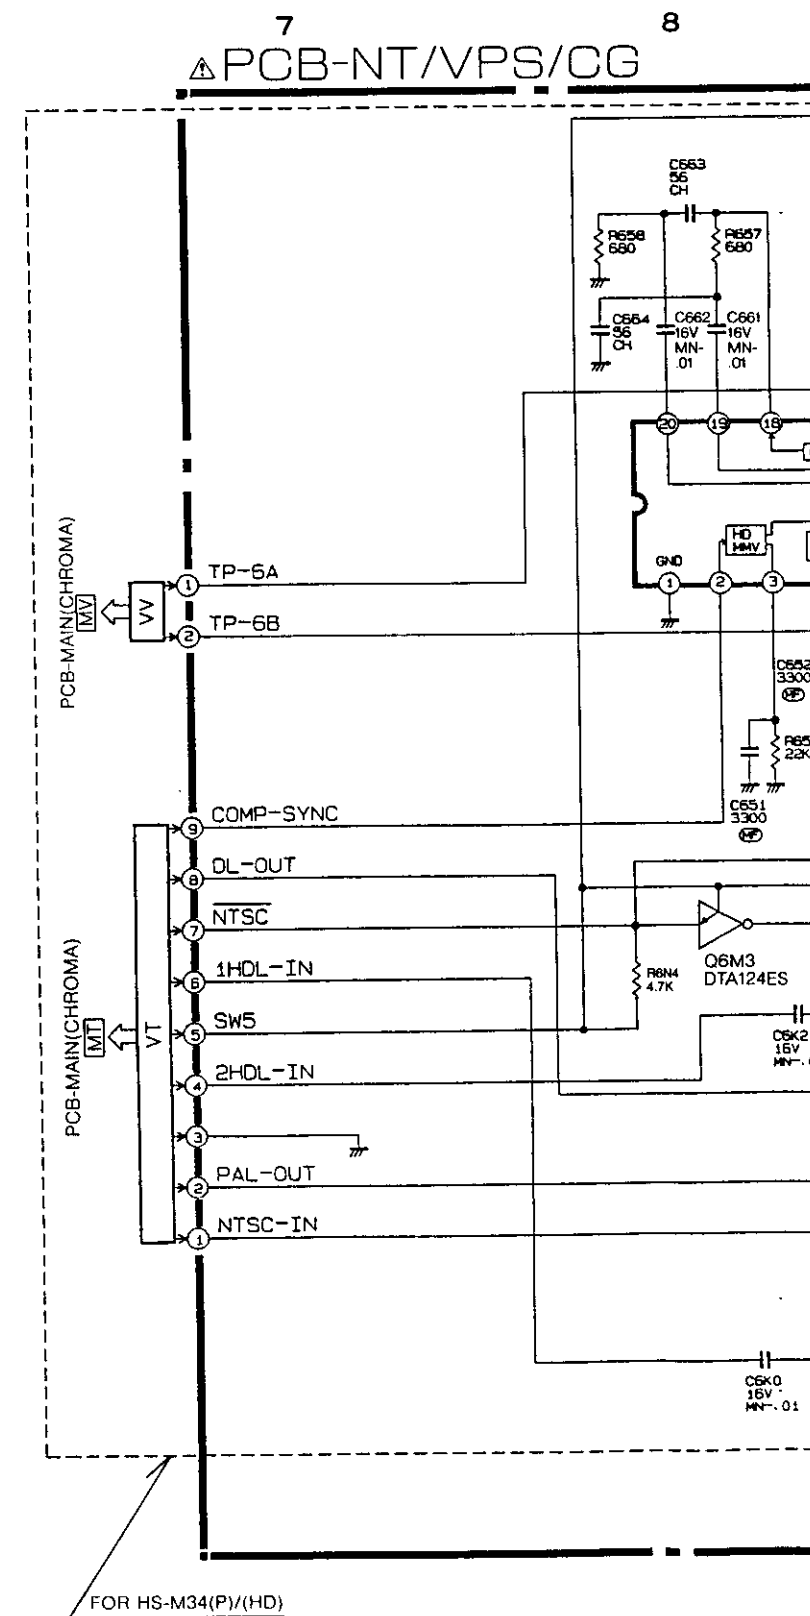 7
8
⚠ PCB-NT/VPS/CG
C663
56
CH
R658
680
R657
680
C664
56
CH
C662
16V
MN-
.01
C661
16V
MN-
.01
20
19
18
HD
MMV
GND
1
2
3
PCB-MAIN(CHROMA)
MV
VV
1
TP-6A
2
TP-6B
C652
3300
MF
22K
C651
3300
MF
PCB-MAIN(CHROMA)
MT
VT
9
COMP-SYNC
8
DL-OUT
7
NTSC
6
1HDL-IN
5
SW5
4
2HDL-IN
3
2
PAL-OUT
1
NTSC-IN
R6N4
4.7K
Q6M3
DTA124ES
C6K2
16V
C6K0
16V
MN-.01
FOR HS-M34(P)/(HD)